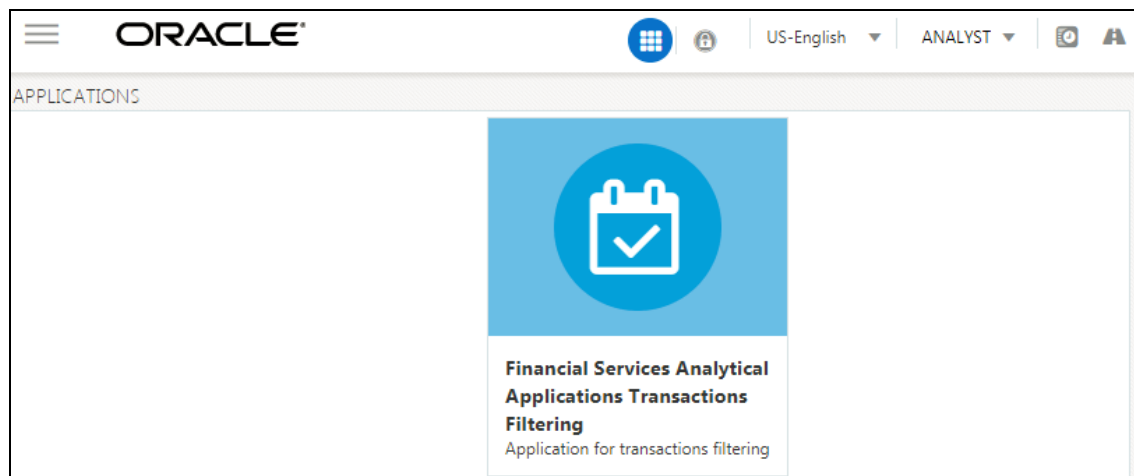 ORACLE®
US-English
ANALYST
APPLICATIONS
Financial Services Analytical
Applications Transactions
Filtering
Application for transactions filtering